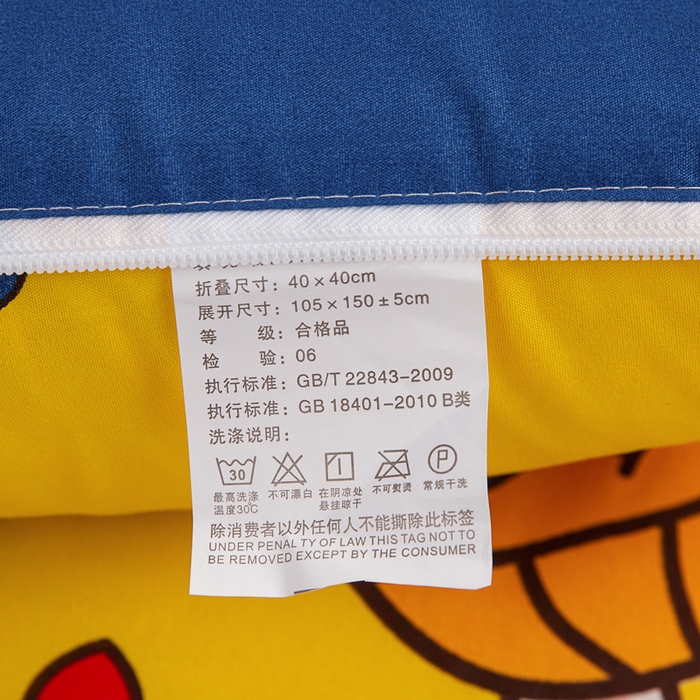 折叠尺寸：40×40cm
展开尺寸：105×150±5cm
等 级：合格品
检 验：06
执行标准：GB/T 22843-2009
执行标准：GB 18401-2010 B类
洗涤说明：
30 P
最高洗涤 不可漂白 在阴凉处 不可熨烫 常规干洗
温度30℃ 悬挂晾干
除消费者以外任何人不能撕除此标签
UNDER PENALTY OF LAW THIS TAG NOT TO
BE REMOVED EXCEPT BY THE CONSUMER